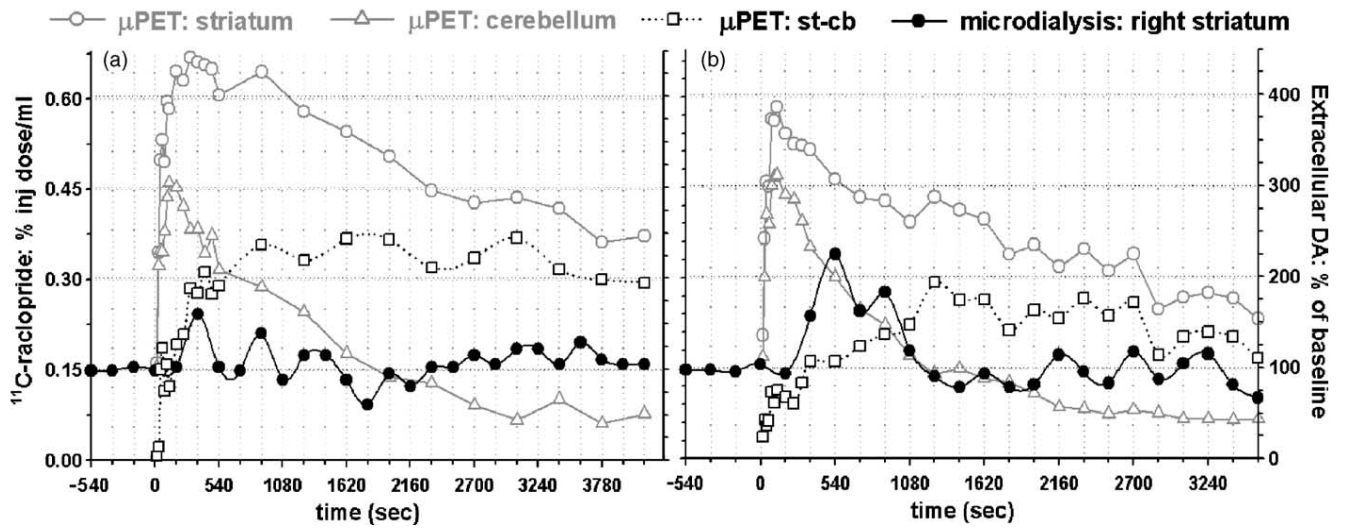 μPET: striatum μPET: cerebellum μPET: st-cb microdialysis: right striatum
(a) (b)
¹¹C-raclopride: % inj dose/ml
0.60
0.45
0.30
0.15
0.00
-540 0 540 1080 1620 2160 2700 3240 3780
time (sec)
-540 0 540 1080 1620 2160 2700 3240
time (sec)
400
300
200
100
0
Extracellular DA: % of baseline